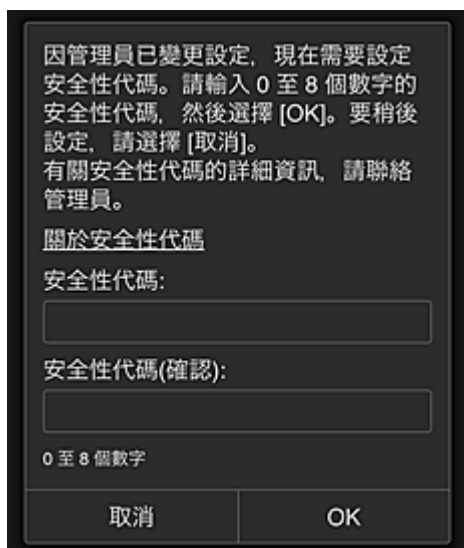 因管理員已變更設定，現在需要設定
安全性代碼。請輸入 0 至 8 個數字的
安全性代碼，然後選擇 [OK]。要稍後
設定，請選擇 [取消]。
有關安全性代碼的詳細資訊，請聯絡
管理員。
關於安全性代碼
安全性代碼:
安全性代碼(確認):
0 至 8 個數字
取消
OK